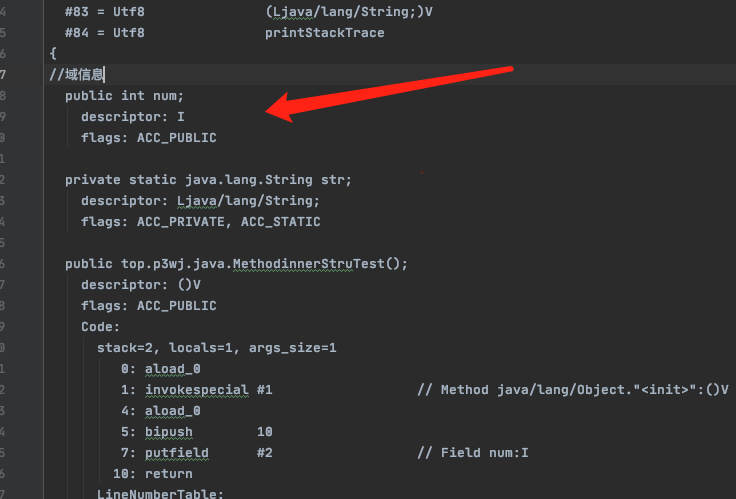 4 #83 = Utf8 (Ljava/lang/String;)V
5 #84 = Utf8 printStackTrace
6 {
7 //域信息
8 public int num;
9 descriptor: I
0 flags: ACC_PUBLIC
1
2 private static java.lang.String str;
3 descriptor: Ljava/lang/String;
4 flags: ACC_PRIVATE, ACC_STATIC
5
6 public top.p3wj.java.MethodinnerStruTest();
7 descriptor: ()V
8 flags: ACC_PUBLIC
9 Code:
0 stack=2, locals=1, args_size=1
1 0: aload_0
2 1: invokespecial #1 // Method java/lang/Object."<init>":()V
3 4: aload_0
4 5: bipush 10
5 7: putfield #2 // Field num:I
6 10: return
7 LineNumberTable: